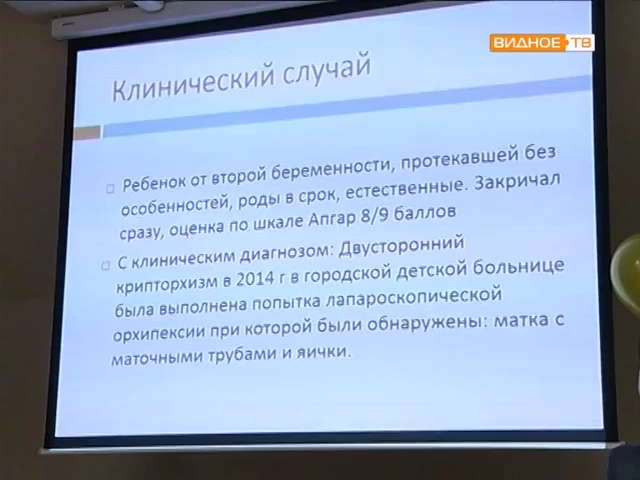 ВИДНОЕ ТВ
Клинический случай
Ребенок от второй беременности, протекавшей без
особенностей, роды в срок, естественные. Закричал
сразу, оценка по шкале Апгар 8/9 баллов
С клиническим диагнозом: Двусторонний
крипторхизм в 2014 г в городской детской больнице
была выполнена попытка лапароскопической
орхипексии при которой были обнаружены: матка с
маточными трубами и яички.